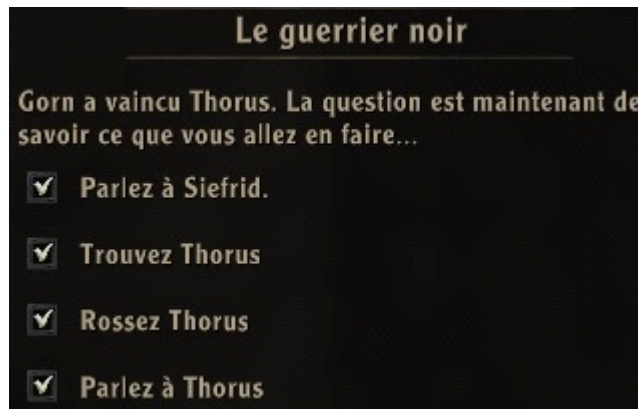 Le guerrier noir
Gorn a vaincu Thorus. La question est maintenant de
savoir ce que vous allez en faire...
Parlez à Siefrid.
Trouvez Thorus
Rossez Thorus
Parlez à Thorus